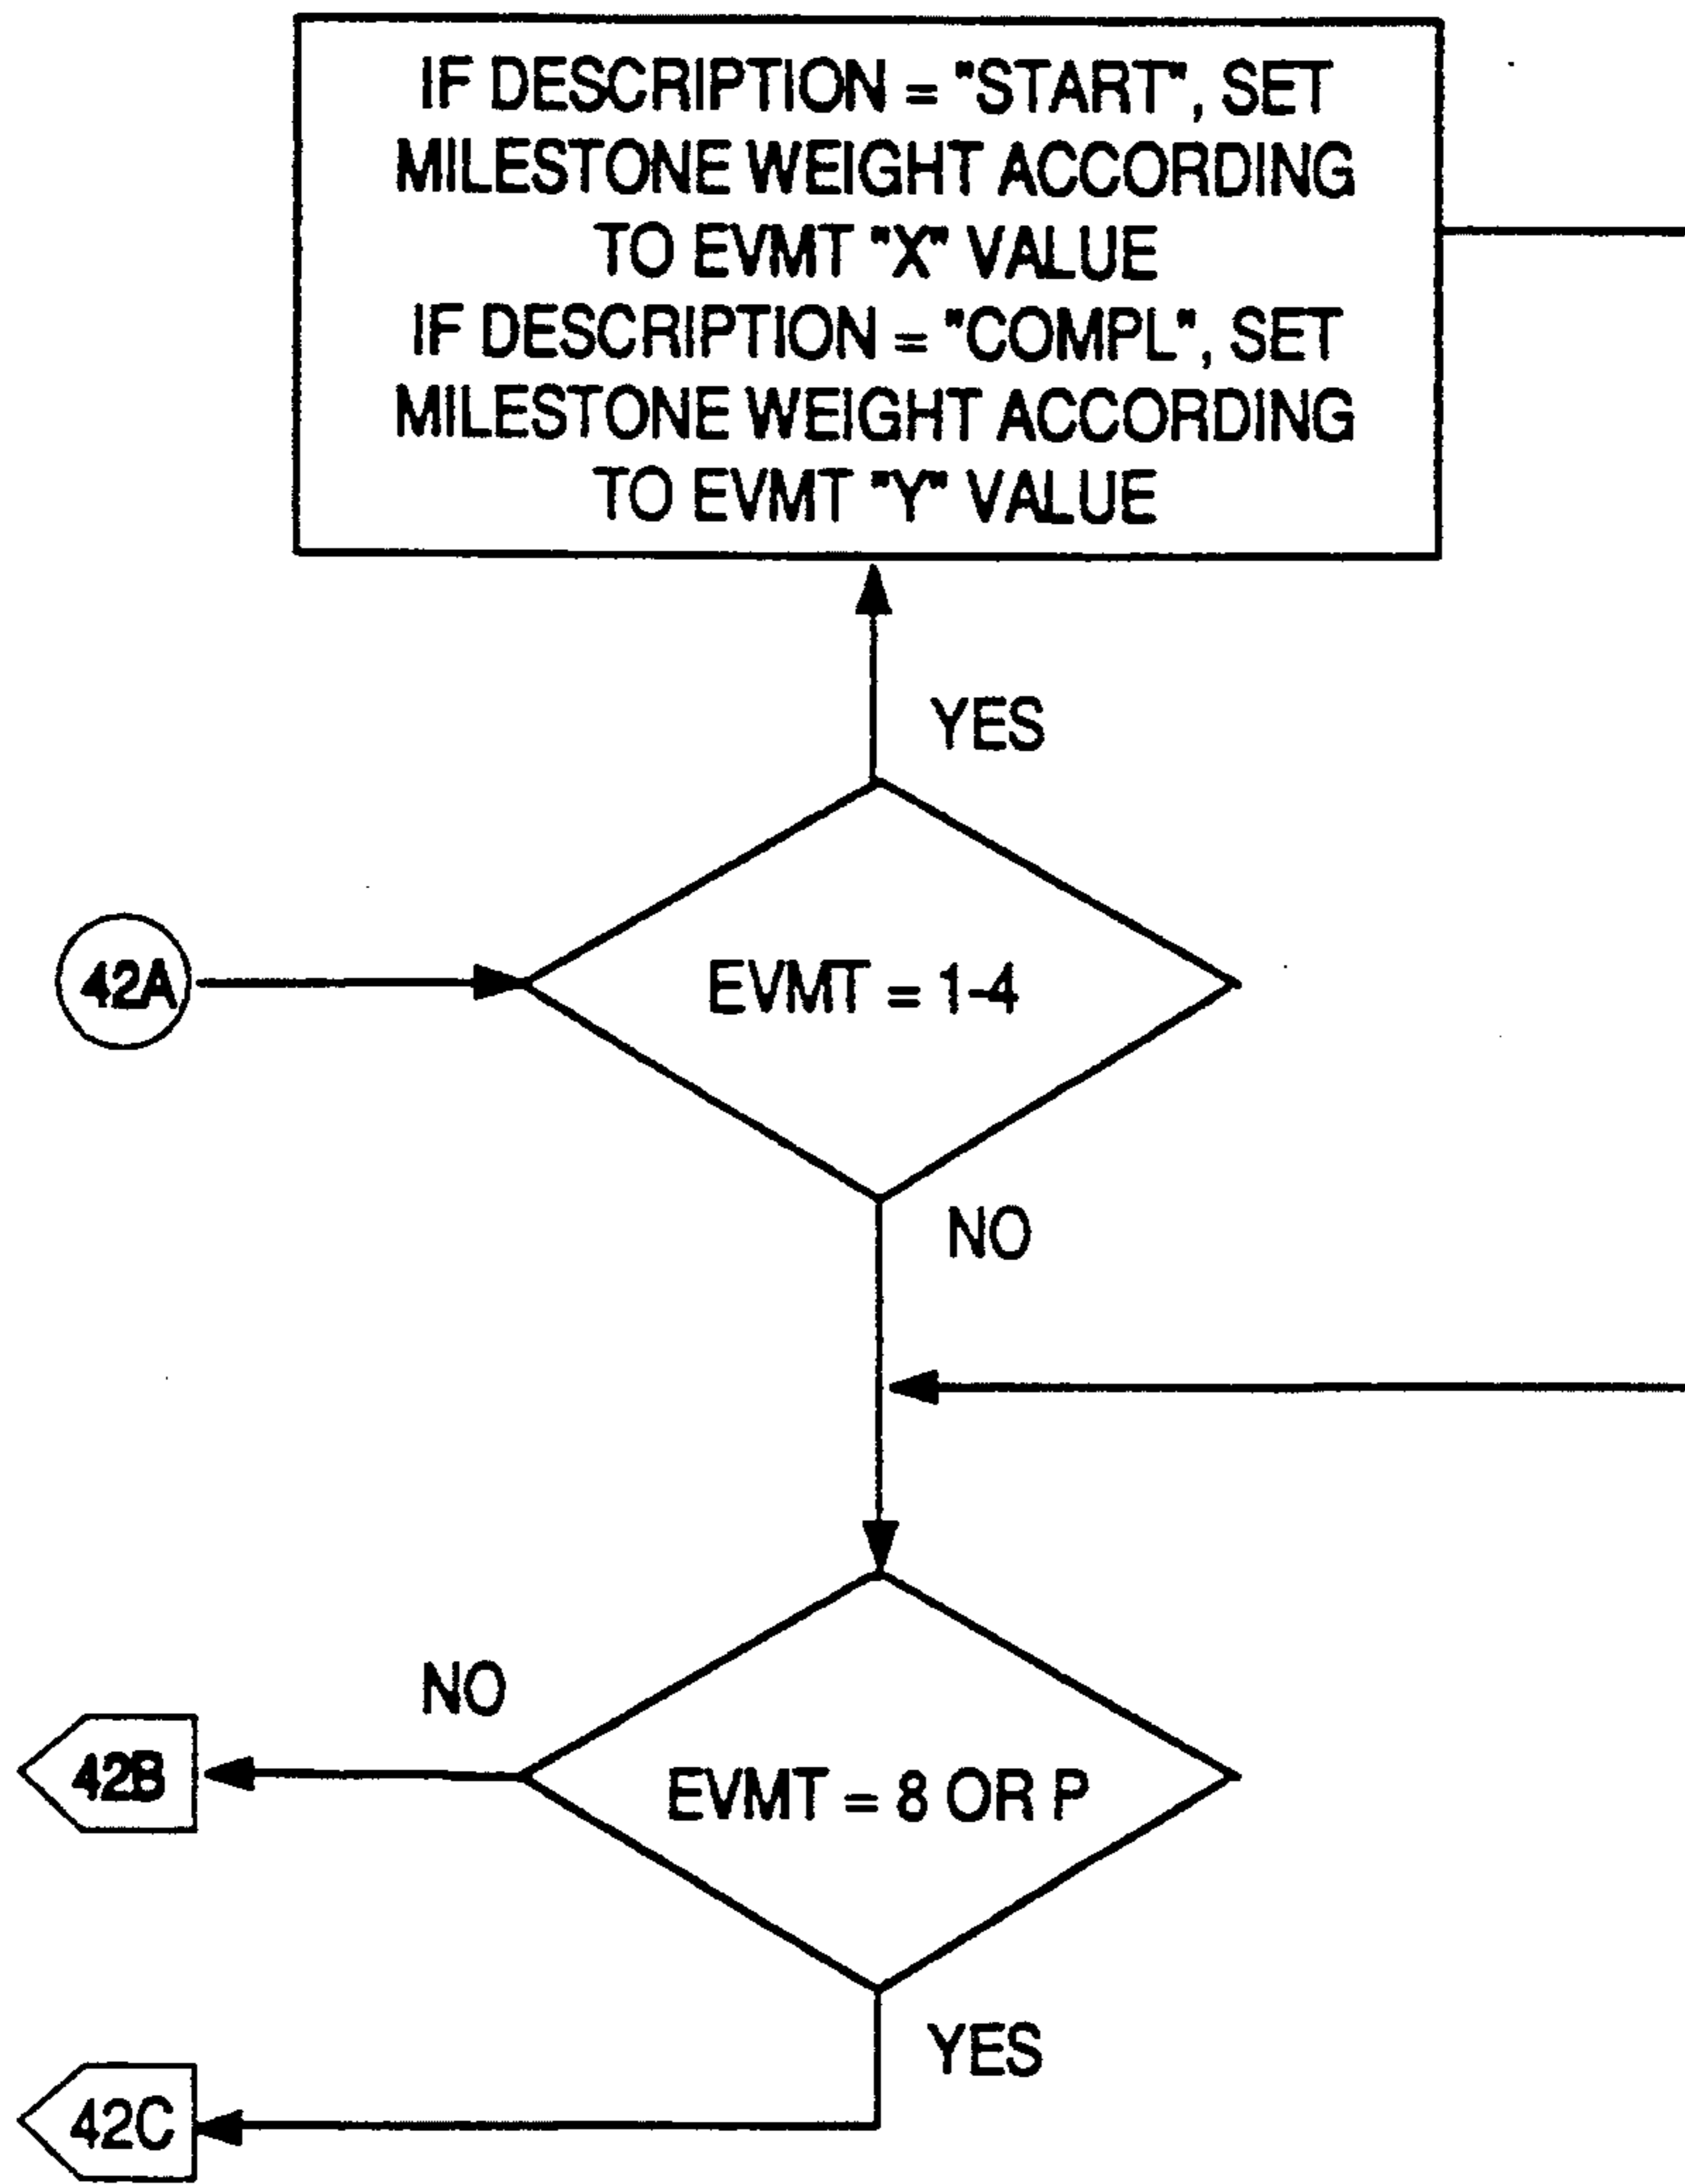 IF DESCRIPTION = "START", SET
MILESTONE WEIGHT ACCORDING
TO EVMT "X" VALUE
IF DESCRIPTION = "COMPL", SET
MILESTONE WEIGHT ACCORDING
TO EVMT "Y" VALUE
YES
42A
EVMT = 1-4
NO
NO
42B
EVMT = 8 OR P
YES
42C